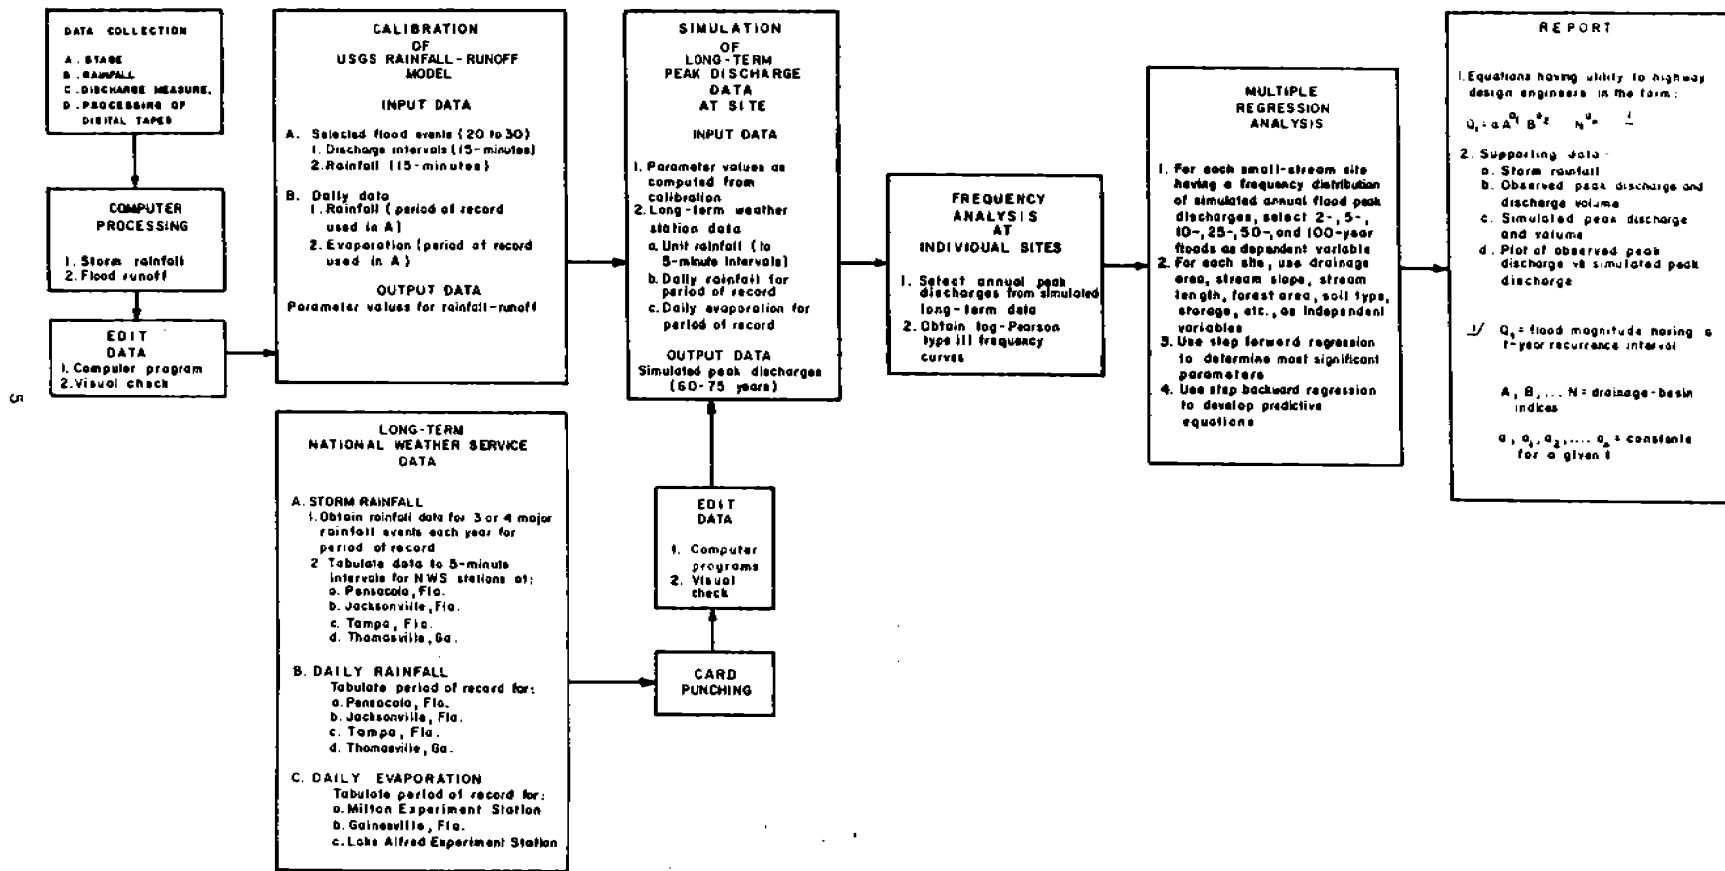 DATA COLLECTION
A. STAGE
B. RAINFALL
C. DISCHARGE MEASURE.
D. PROCESSING OF
DIGITAL TAPES
COMPUTER
PROCESSING
1. Storm rainfall
2. Flood runoff
EDIT
DATA
1. Computer program
2. Visual check
5
CALIBRATION
OF
USGS RAINFALL-RUNOFF
MODEL
INPUT DATA
A. Selected flood events (20 to 30)
1. Discharge intervals (15-minutes)
2. Rainfall (15-minutes)
B. Daily data
1. Rainfall (period of record
used in A)
2. Evaporation (period of record
used in A)
OUTPUT DATA
Parameter values for rainfall-runoff
LONG-TERM
NATIONAL WEATHER SERVICE
DATA
A. STORM RAINFALL
1. Obtain rainfall data for 3 or 4 major
rainfall events each year for
period of record
2 Tabulate data to 5-minute
intervals for NWS stations at:
a. Pensacola, Fla.
b. Jacksonville, Fla.
c. Tampa, Fla.
d. Thomasville, Ga.
B. DAILY RAINFALL
Tabulate period of record for:
a. Pensacola, Fla.
b. Jacksonville, Fla.
c. Tampa, Fla.
d. Thomasville, Ga.
C. DAILY EVAPORATION
Tabulate period of record for:
a. Milton Experiment Station
b. Gainesville, Fla.
c. Lake Alfred Experiment Station
SIMULATION
OF
LONG-TERM
PEAK DISCHARGE
DATA
AT SITE
INPUT DATA
1. Parameter values as
computed from
calibration
2. Long-term weather
station data
a. Unit rainfall (to
5-minute intervals)
b. Daily rainfall for
period of record
c. Daily evaporation for
period of record
OUTPUT DATA
Simulated peak discharges
(60-75 years)
EDIT
DATA
1. Computer
programs
2. Visual
check
CARD
PUNCHING
FREQUENCY
ANALYSIS
AT
INDIVIDUAL SITES
1. Select annual peak
discharges from simulated
long-term data
2. Obtain log-Pearson
type III frequency
curves
MULTIPLE
REGRESSION
ANALYSIS
1. For each small-stream site
having a frequency distribution
of simulated annual flood peak
discharges, select 2-, 5-,
10-, 25-, 50-, and 100-year
floods as dependent variable
2. For each site, use drainage
area, stream slope, stream
length, forest area, soil type,
storage, etc., as independent
variables
3. Use step forward regression
to determine most significant
parameters
4. Use step backward regression
to develop predictive
equations
REPORT
1. Equations having utility to highway
design engineers in the form:
2. Supporting data
a. Storm rainfall
b. Observed peak discharge and
discharge volume
c. Simulated peak discharge
and volume
d. Plot of observed peak
discharge vs simulated peak
discharge
1/ Qt = flood magnitude having a
t-year recurrence interval
A, B, ... N = drainage-basin
indices
a, a1, a2, .... an = constants
for a given t